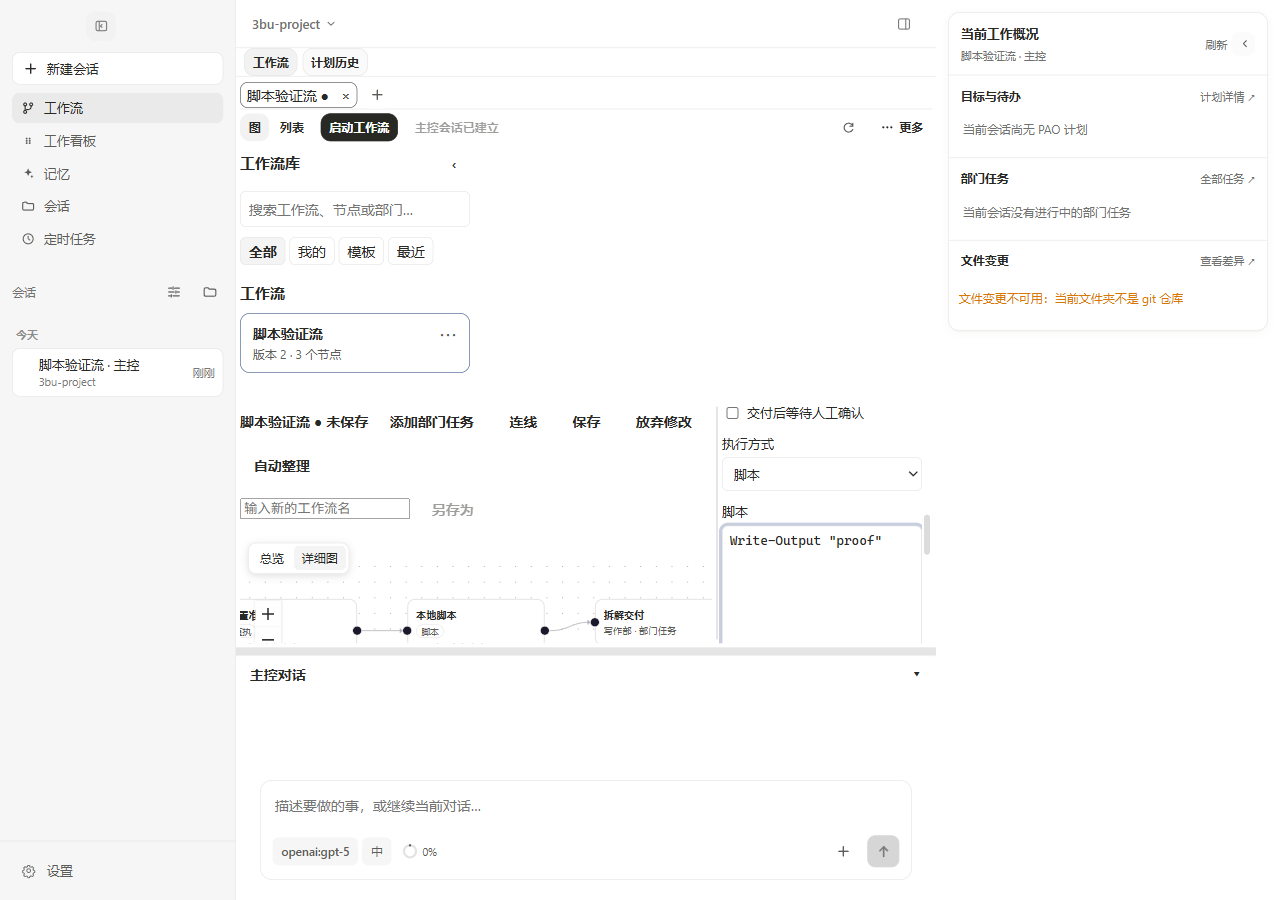 新建会话
工作流
工作看板
记忆
会话
定时任务
会话
今天
脚本验证流 · 主控
3bu-project
刚刚
设置
3bu-project
工作流
计划历史
脚本验证流 ● ×
图
列表
启动工作流
主控会话已建立
更多
工作流库
搜索工作流、节点或部门...
全部
我的
模板
最近
工作流
脚本验证流
版本 2 · 3 个节点
脚本验证流 ● 未保存
添加部门任务
连线
保存
放弃修改
自动整理
输入新的工作流名
另存为
总览
详细图
本地脚本
脚本
拆解交付
写作部 · 部门任务
交付后等待人工确认
执行方式
脚本
脚本
Write-Output "proof"
主控对话
描述要做的事，或继续当前对话...
openai:gpt-5
中
0%
当前工作概况
脚本验证流 · 主控
刷新
目标与待办
计划详情
当前会话尚无 PAO 计划
部门任务
全部任务
当前会话没有进行中的部门任务
文件变更
查看差异
文件变更不可用：当前文件夹不是 git 仓库